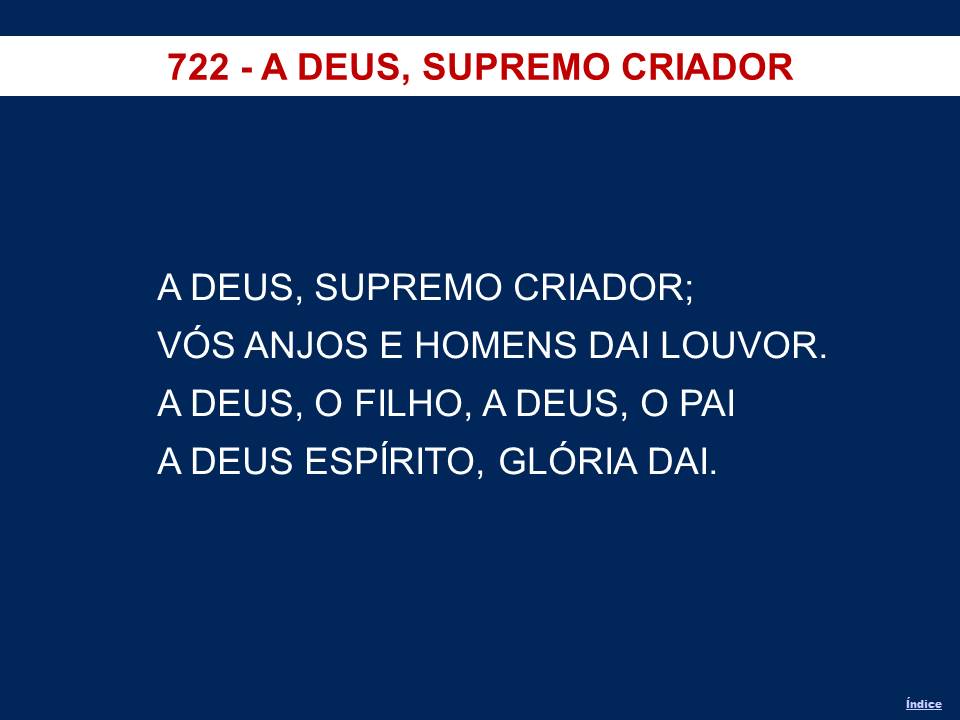 722 - A DEUS, SUPREMO CRIADOR
A DEUS, SUPREMO CRIADOR;
VÓS ANJOS E HOMENS DAI LOUVOR.
A DEUS, O FILHO, A DEUS, O PAI
A DEUS ESPÍRITO, GLÓRIA DAI.
Índice